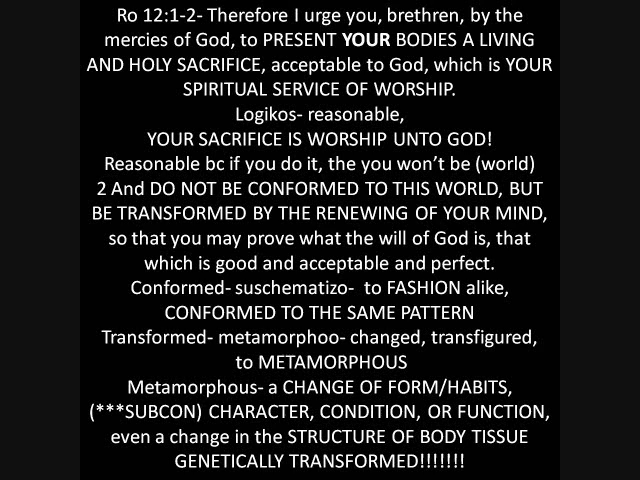 Ro 12:1-2- Therefore I urge you, brethren, by the
mercies of God, to PRESENT YOUR BODIES A LIVING
AND HOLY SACRIFICE, acceptable to God, which is YOUR
SPIRITUAL SERVICE OF WORSHIP.
Logikos- reasonable,
YOUR SACRIFICE IS WORSHIP UNTO GOD!
Reasonable bc if you do it, the you won’t be (world)
2 And DO NOT BE CONFORMED TO THIS WORLD, BUT
BE TRANSFORMED BY THE RENEWING OF YOUR MIND,
so that you may prove what the will of God is, that
which is good and acceptable and perfect.
Conformed- suschematizo-  to FASHION alike,
CONFORMED TO THE SAME PATTERN
Transformed- metamorphoo- changed, transfigured,
to METAMORPHOUS
Metamorphous- a CHANGE OF FORM/HABITS,
(***SUBCON) CHARACTER, CONDITION, OR FUNCTION,
even a change in the STRUCTURE OF BODY TISSUE
GENETICALLY TRANSFORMED!!!!!!!